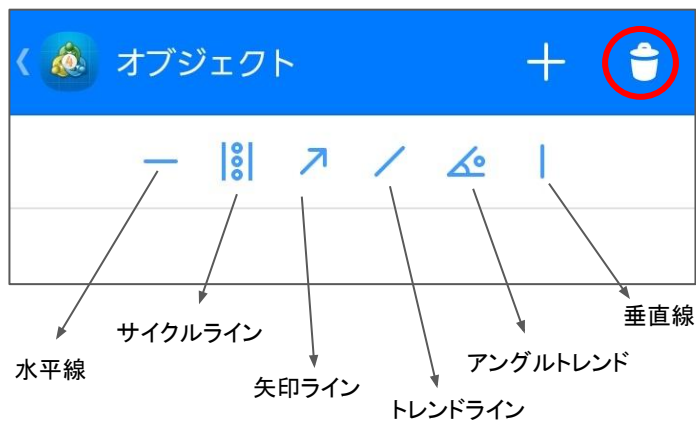 オブジェクト
水平線
サイクルライン
矢印ライン
トレンドライン
アングルトレンド
垂直線